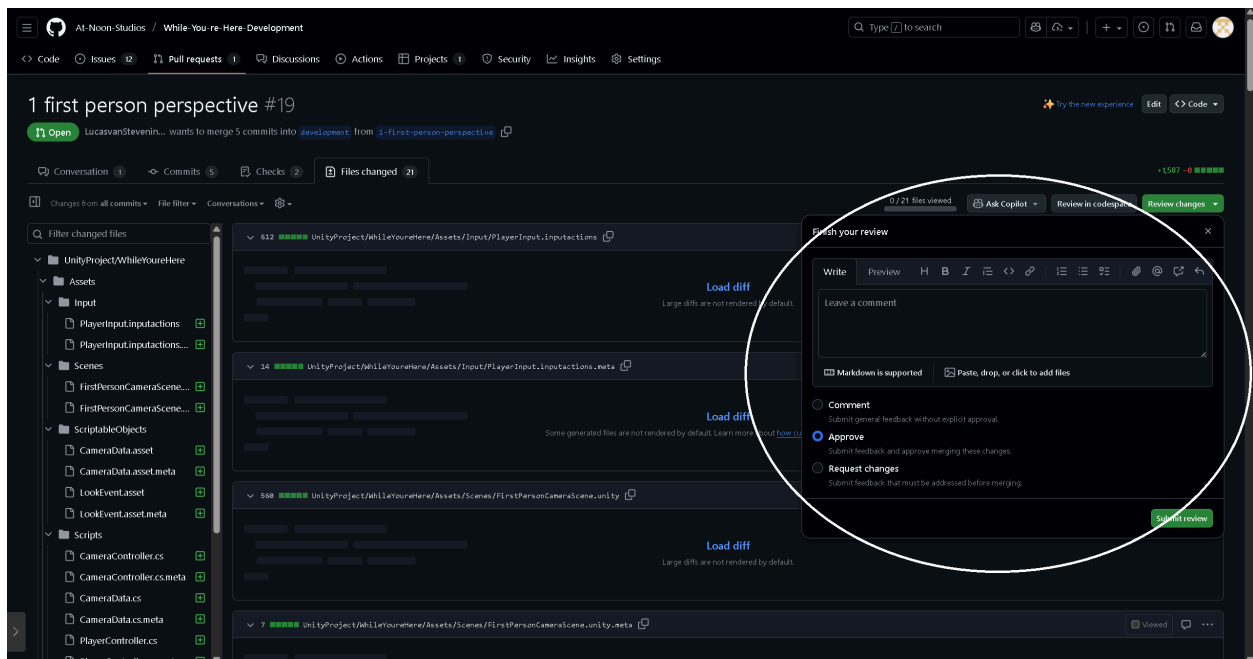 At-Noon-Studios / While-You-re-Here-Development
Type / to search
Code
Issues 12
Pull requests 1
Discussions
Actions
Projects 1
Security
Insights
Settings
1 first person perspective #19
Try the new experience
Edit
<> Code
Open
LucasvanStevenin... wants to merge 5 commits into development from 1-first-person-perspective
Conversation 1
Commits 5
Checks 2
Files changed 21
+1,507 −0
Changes from all commits
File filter
Conversations
0 / 21 files viewed
Ask Copilot
Review in codespace
Review changes
Filter changed files
UnityProject/WhileYoureHere
Assets
Input
PlayerInput.inputactions
PlayerInput.inputactions....
Scenes
FirstPersonCameraScene....
FirstPersonCameraScene....
ScriptableObjects
CameraData.asset
CameraData.asset.meta
LookEvent.asset
LookEvent.asset.meta
Scripts
CameraController.cs
CameraController.cs.meta
CameraData.cs
CameraData.cs.meta
PlayerController.cs
612 UnityProject/WhileYoureHere/Assets/Input/PlayerInput.inputactions
Load diff
Large diffs are not rendered by default.
14 UnityProject/WhileYoureHere/Assets/Input/PlayerInput.inputactions.meta
Load diff
Some generated files are not rendered by default. Learn more about how cu
560 UnityProject/WhileYoureHere/Assets/Scenes/FirstPersonCameraScene.unity
Load diff
Large diffs are not rendered by default.
7 UnityProject/WhileYoureHere/Assets/Scenes/FirstPersonCameraScene.unity.meta
Viewed
Finish your review
Write
Preview
Leave a comment
Markdown is supported
Paste, drop, or click to add files
Comment
Submit general feedback without explicit approval.
Approve
Submit feedback and approve merging these changes.
Request changes
Submit feedback that must be addressed before merging.
Submit review